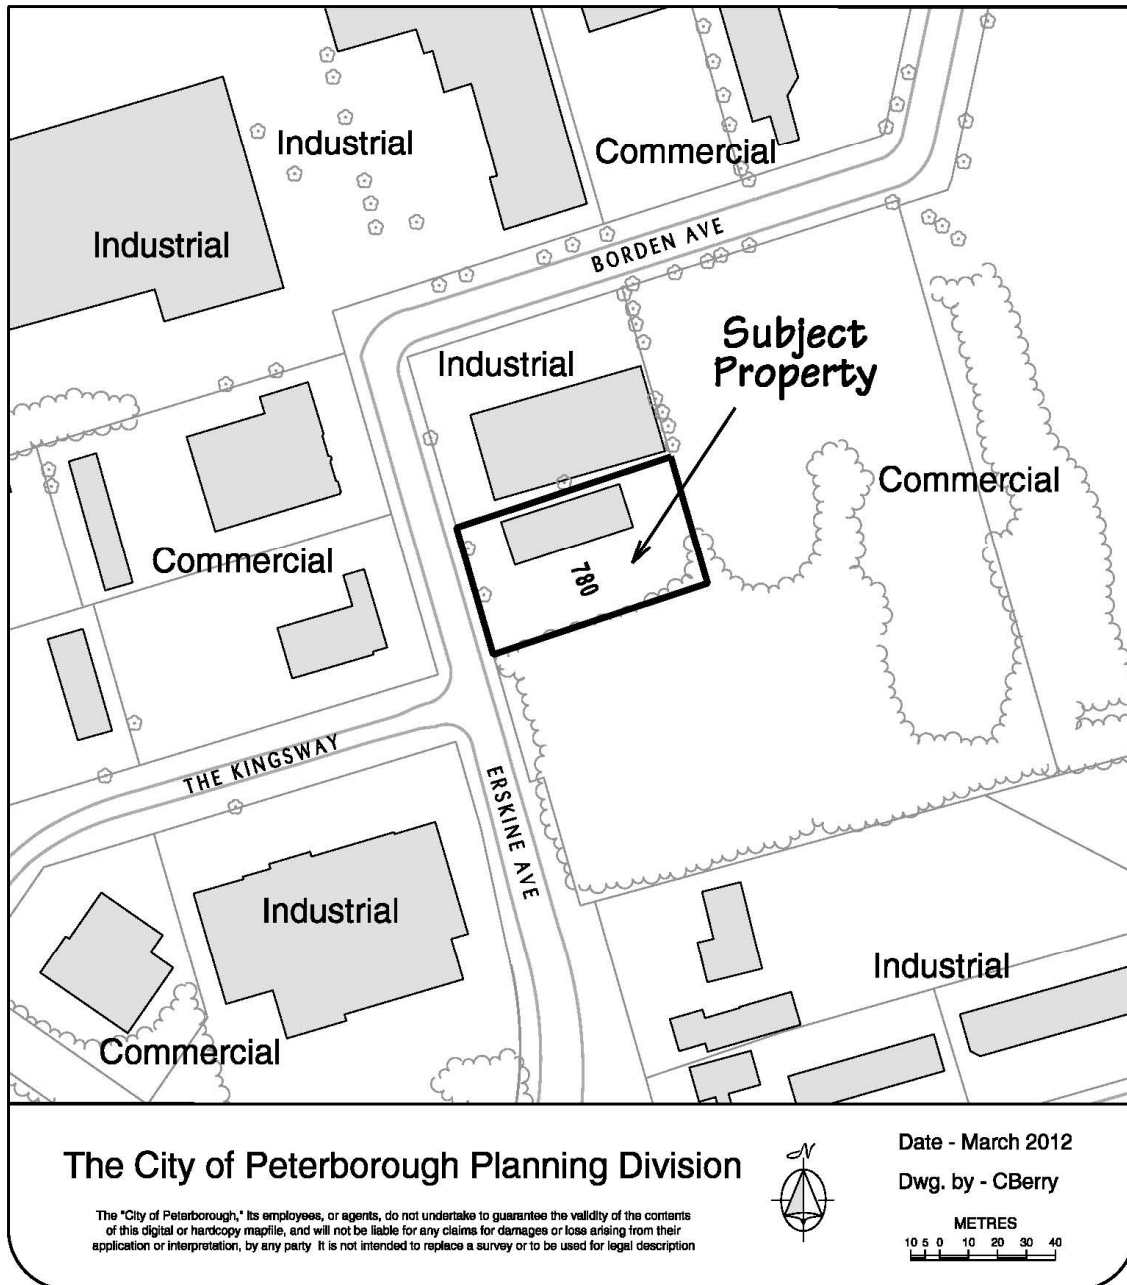 Industrial
Commercial
Industrial
BORDEN AVE
Subject
Property
Industrial
Commercial
Commercial
780
THE KINGSWAY
ERSKINE AVE
Industrial
Industrial
Commercial
The City of Peterborough Planning Division
The "City of Peterborough," its employees, or agents, do not undertake to guarantee the validity of the contents
of this digital or hardcopy mapfile, and will not be liable for any claims for damages or lose arising from their
application or interpretation, by any party It is not intended to replace a survey or to be used for legal description
N
Date - March 2012
Dwg. by - CBerry
METRES
10 5 0 10 20 30 40